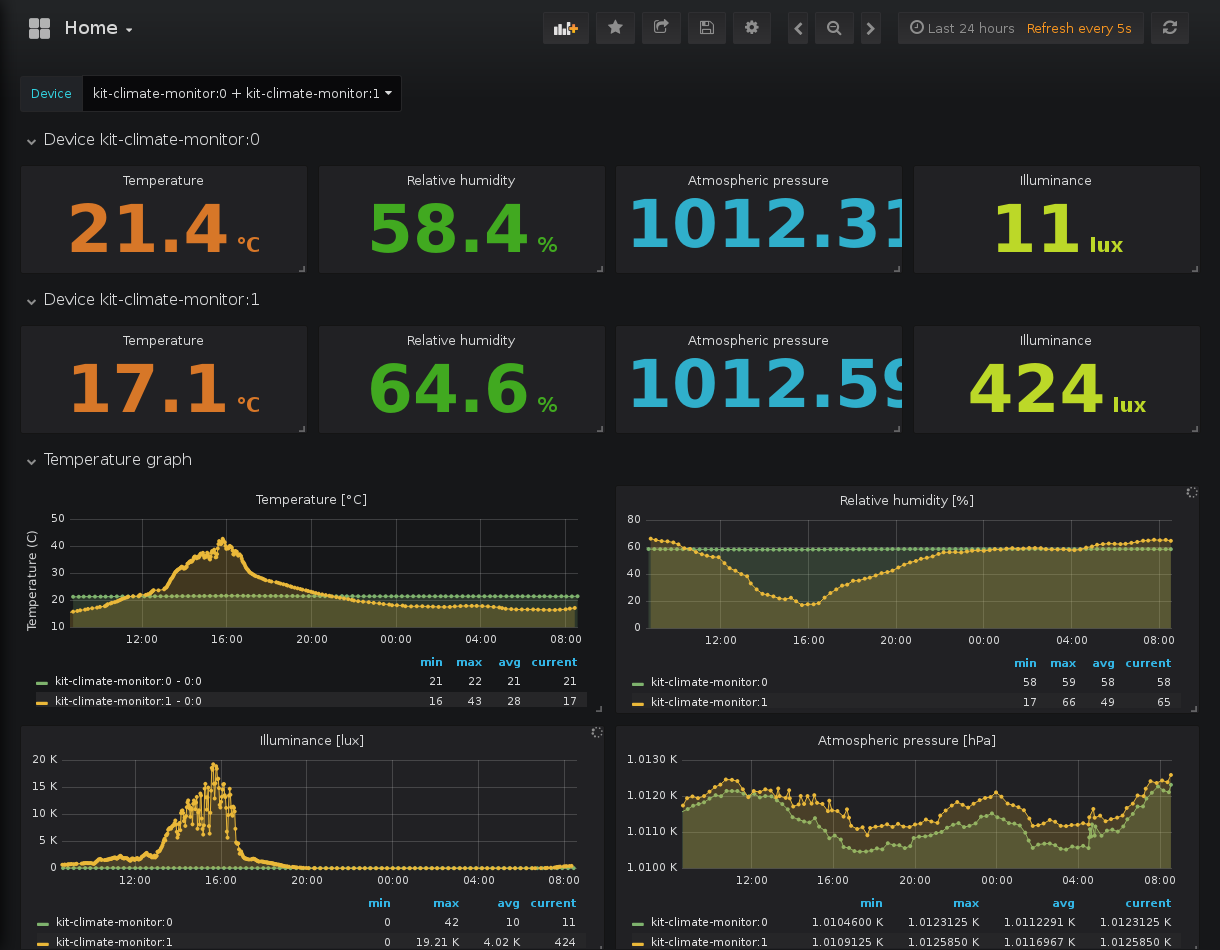 Home
Last 24 hours Refresh every 5s
Device kit-climate-monitor:0 + kit-climate-monitor:1
Device kit-climate-monitor:0
Temperature Relative humidity Atmospheric pressure Illuminance
21.4 °C 58.4 % 1012.31 11 lux
Device kit-climate-monitor:1
Temperature Relative humidity Atmospheric pressure Illuminance
17.1 °C 64.6 % 1012.59 424 lux
Temperature graph
Temperature [°C]
Temperature (C)
50
40
30
20
10
12:00 16:00 20:00 00:00 04:00 08:00
min max avg current
kit-climate-monitor:0 - 0:0 21 22 21 21
kit-climate-monitor:1 - 0:0 16 43 28 17
Relative humidity [%]
80
60
40
20
0
12:00 16:00 20:00 00:00 04:00 08:00
min max avg current
kit-climate-monitor:0 58 59 58 58
kit-climate-monitor:1 17 66 49 65
Illuminance [lux]
20 K
15 K
10 K
5 K
0
12:00 16:00 20:00 00:00 04:00 08:00
min max avg current
kit-climate-monitor:0 0 42 10 11
kit-climate-monitor:1 0 19.21 K 4.02 K 424
Atmospheric pressure [hPa]
1.0130 K
1.0120 K
1.0110 K
1.0100 K
12:00 16:00 20:00 00:00 04:00 08:00
min max avg current
kit-climate-monitor:0 1.0104600 K 1.0123125 K 1.0112291 K 1.0123125 K
kit-climate-monitor:1 1.0109125 K 1.0125850 K 1.0116967 K 1.0125850 K